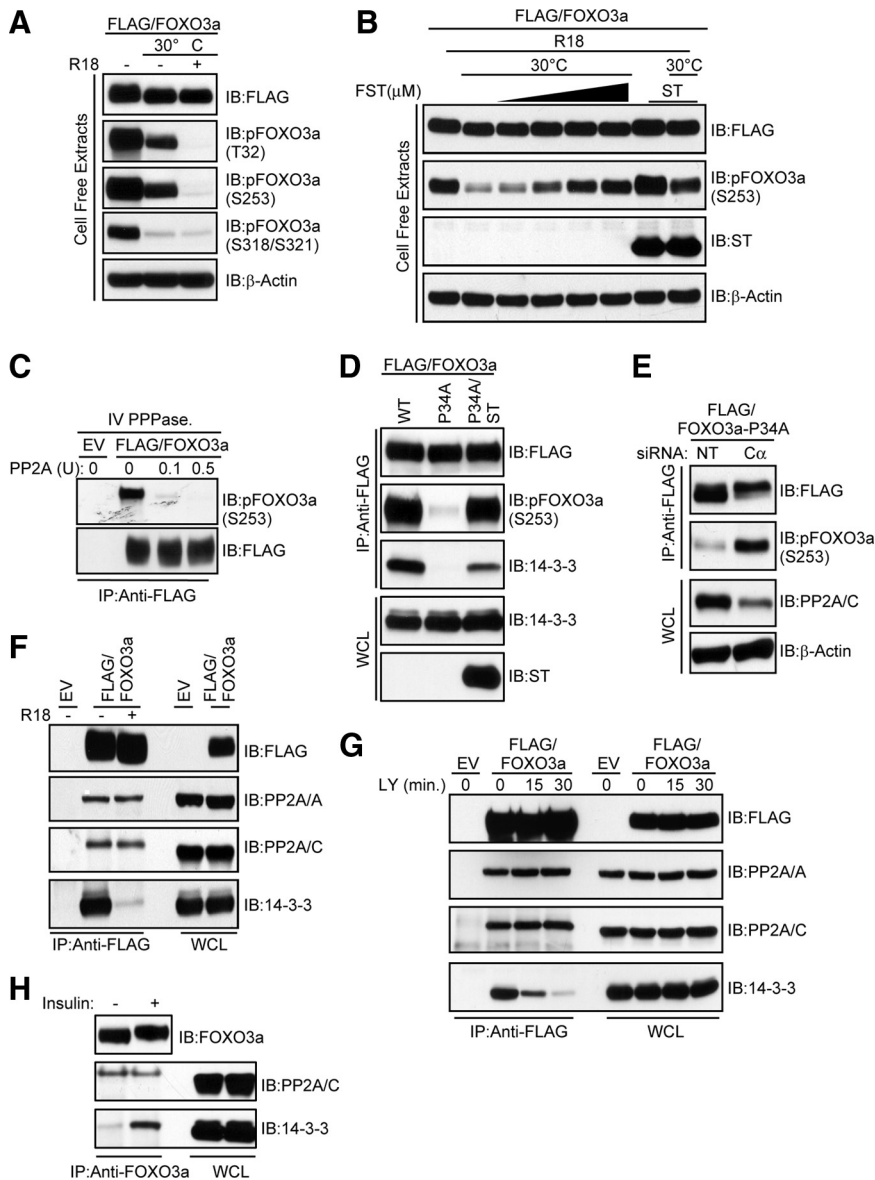 A
FLAG/FOXO3a
30° C
R18 - - +
Cell Free Extracts
IB:FLAG
IB:pFOXO3a
(T32)
IB:pFOXO3a
(S253)
IB:pFOXO3a
(S318/S321)
IB:β-Actin
B
FLAG/FOXO3a
R18
30°C 30°C
FST(μM) ST
Cell Free Extracts
IB:FLAG
IB:pFOXO3a
(S253)
IB:ST
IB:β-Actin
C
IV PPPase.
EV FLAG/FOXO3a
PP2A (U): 0 0 0.1 0.5
IB:pFOXO3a
(S253)
IB:FLAG
IP:Anti-FLAG
D
FLAG/FOXO3a
WT
P34A
P34A/
ST
IP:Anti-FLAG
IB:FLAG
IB:pFOXO3a
(S253)
IB:14-3-3
WCL
IB:14-3-3
IB:ST
E
FLAG/
FOXO3a-P34A
siRNA: NT Cα
IP:Anti-FLAG
IB:FLAG
IB:pFOXO3a
(S253)
WCL
IB:PP2A/C
IB:β-Actin
F
EV
FLAG/
FOXO3a
EV
FLAG/
FOXO3a
R18 - - +
IB:FLAG
IB:PP2A/A
IB:PP2A/C
IB:14-3-3
IP:Anti-FLAG WCL
G
FLAG/ FLAG/
EV FOXO3a EV FOXO3a
LY (min.) 0 0 15 30 0 0 15 30
IB:FLAG
IB:PP2A/A
IB:PP2A/C
IB:14-3-3
IP:Anti-FLAG WCL
H
Insulin: - +
IB:FOXO3a
IB:PP2A/C
IB:14-3-3
IP:Anti-FOXO3a WCL